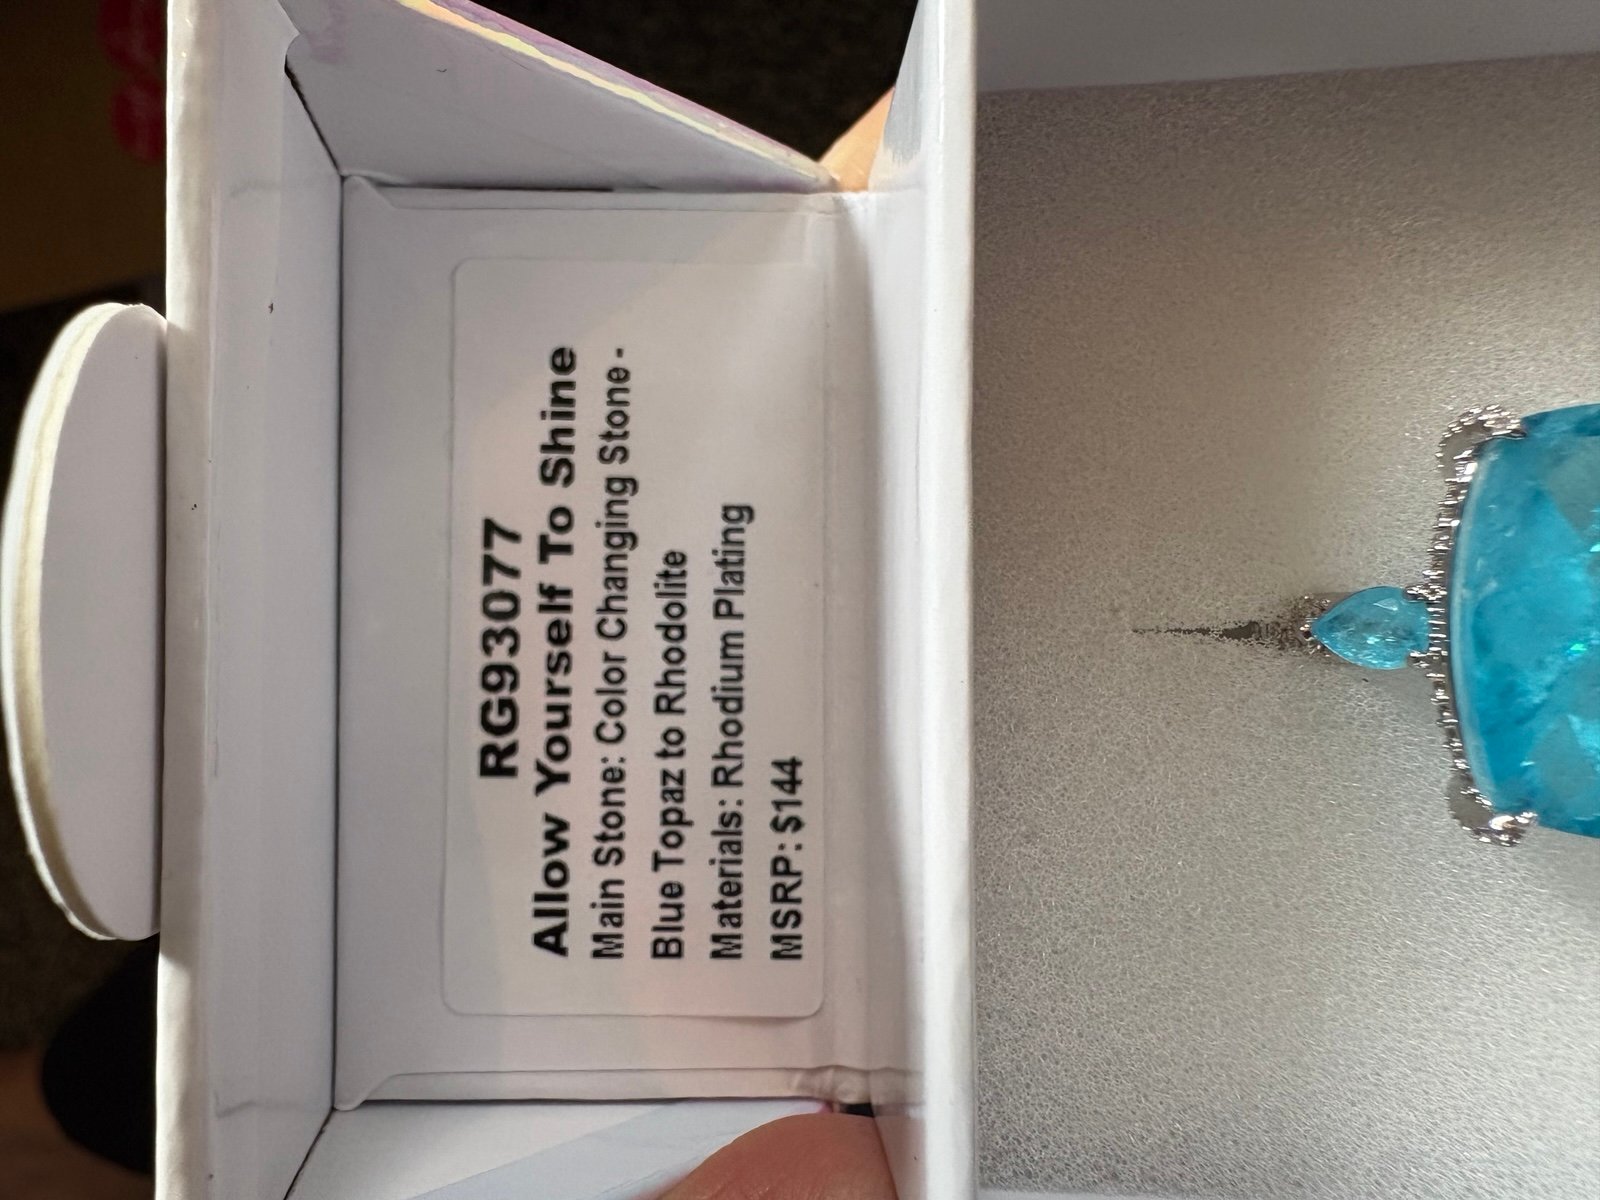 RG93077
Allow Yourself To Shine
Main Stone: Color Changing Stone -
Blue Topaz to Rhodolite
Materials: Rhodium Plating
MSRP: $144